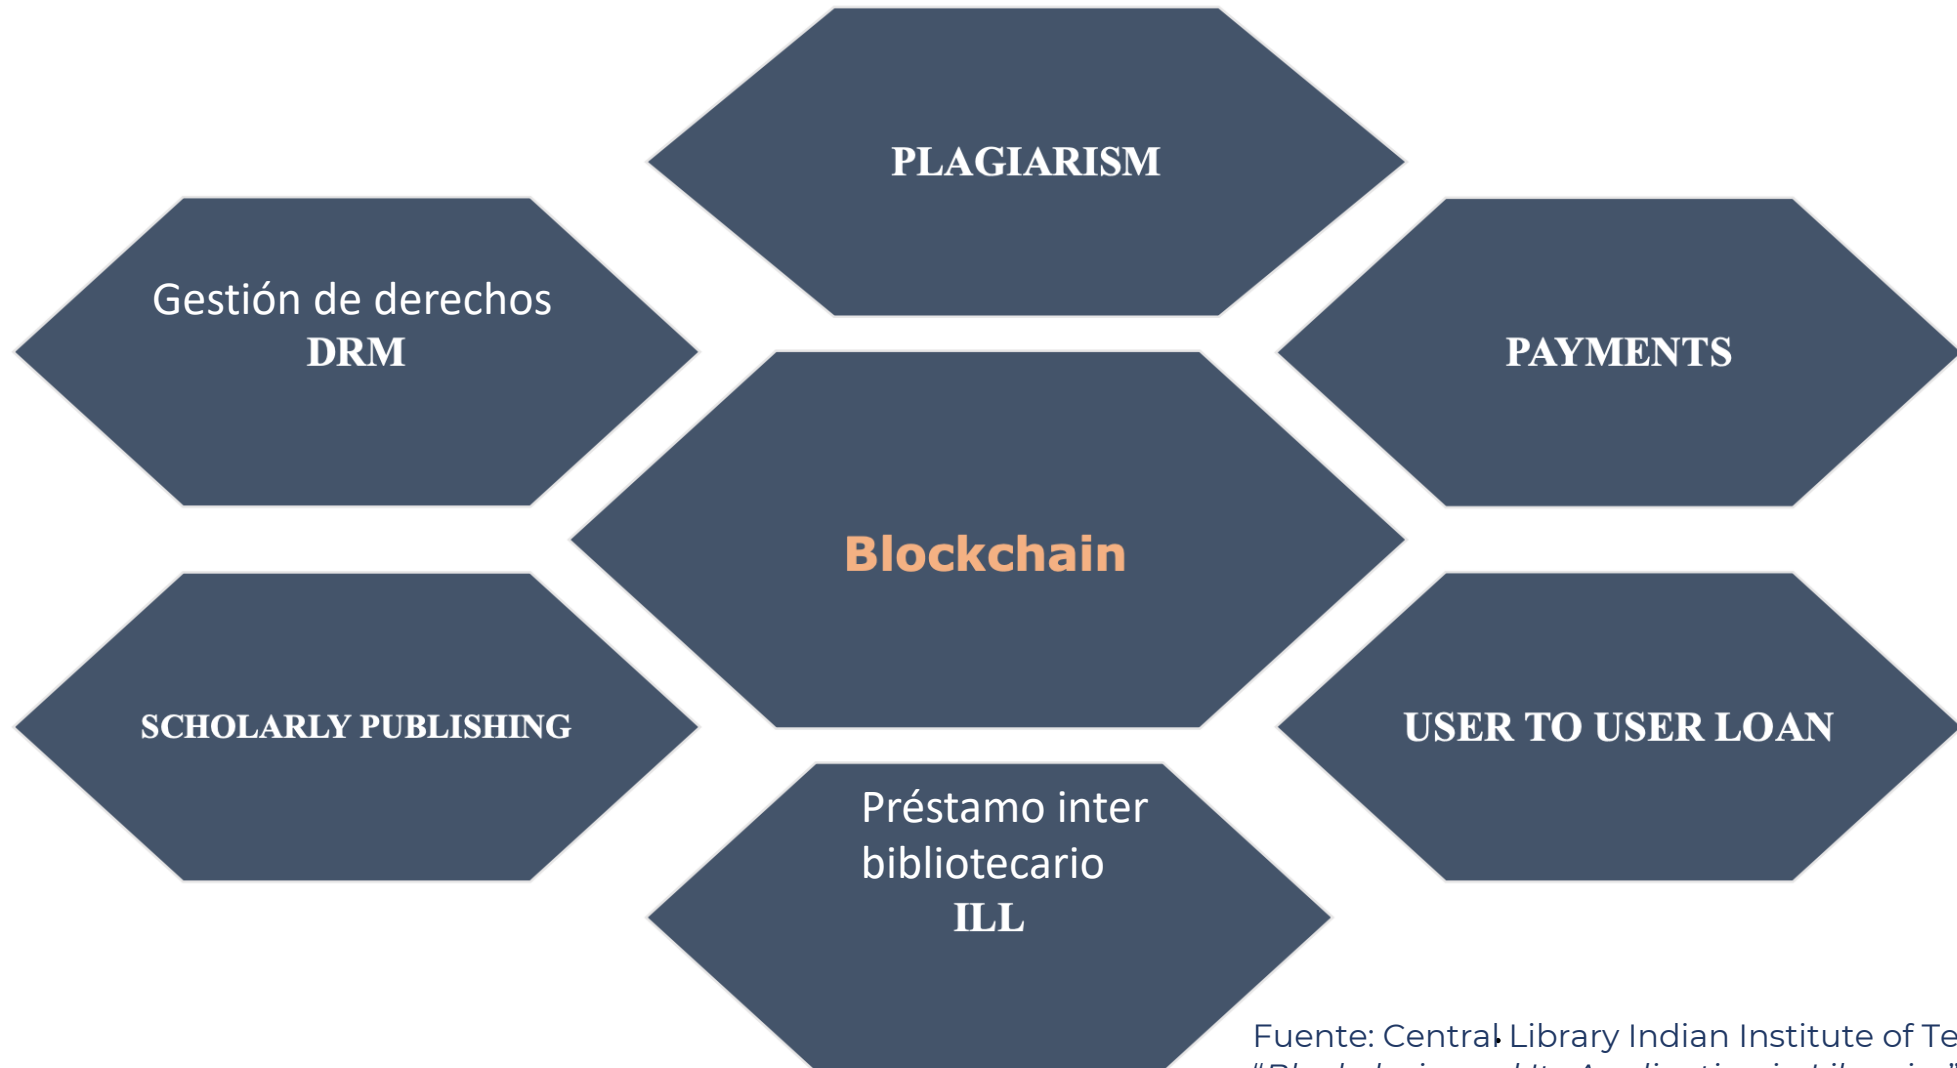 PLAGIARISM
Gestión de derechos
DRM
PAYMENTS
Blockchain
SCHOLARLY PUBLISHING
USER TO USER LOAN
Préstamo inter
bibliotecario
ILL
Fuente: Central Library Indian Institute of Te